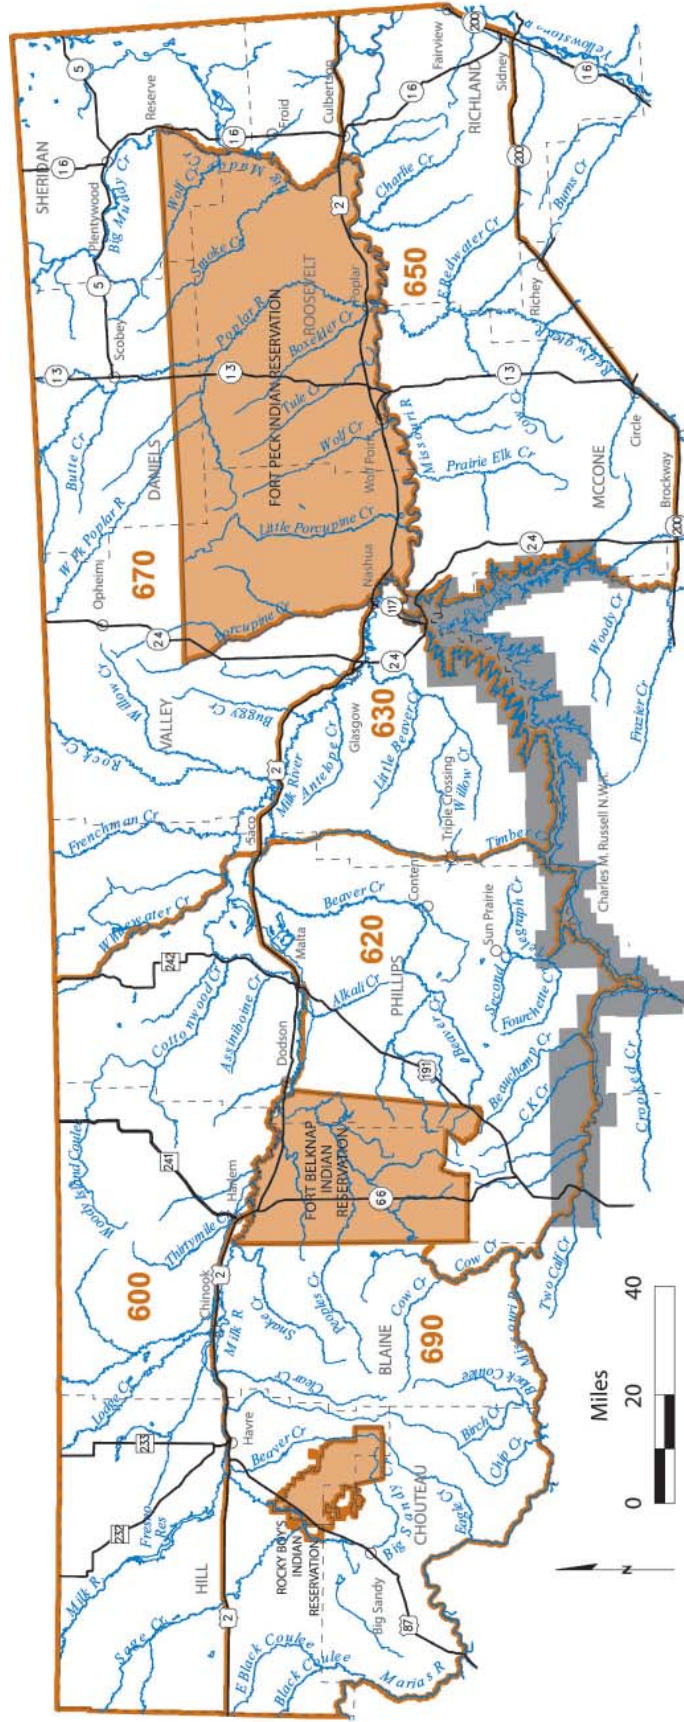 SHERIDAN
16
5
Reserve
Plentywood
Big Muddy Cr
5
Scobey
13
Butte Cr
DANIELS
W Fk Poplar R
Opheim
670
24
Willow Cr
VALLEY
Rock Cr
Buggy Cr
Frenchman Cr
Saco
Whitewater Cr
242
Cottonwood Cr
Assiniboine Cr
241
Woody Island Coulee
Thirtymile Cr
Harlem
600
Chinook
2
Milk R
Lodge Cr
233
Havre
232
Fresno
Res
Milk R
HILL
Sage Cr
2
Wolf Cr
Big Muddy Cr
Smoke Cr
16
Froid
Culbertson
Poplar R
FORT PECK INDIAN RESERVATION
ROOSEVELT
Boxelder Cr
Poplar
2
13
Tule Cr
Wolf Cr
Wolf Point
Little Porcupine Cr
Porcupine Cr
Nashua
117
24
Glasgow
630
2
Milk River
Antelope Cr
Little Beaver Cr
Triple Crossing
Willow Cr
Timber Cr
Malta
Beaver Cr
620
Content
Sun Prairie
Second
Telegraph Cr
Fourchette Cr
PHILLIPS
Alkali Cr
Dodson
Beaver Cr
191
Beauchamp Cr
C.K. Cr
FORT BELKNAP
INDIAN
RESERVATION
66
Peoples Cr
Snake Cr
Cow Cr
Cow Cr
BLAINE
690
Clear Cr
Black Coulee
Missouri R
Two Calf Cr
Birch Cr
Chip Cr
Beaver Cr
ROCKY BOY'S
INDIAN
RESERVATION
CHOUTEAU
Eagle Cr
Big Sandy
Big Sandy
87
E Black Coulee
Black Coulee
Marias R
Fairview
200
Yellowstone R
Sidney
16
16
RICHLAND
Charlie Cr
200
Burns Cr
650
E Redwater Cr
Richey
Redwater R
Missouri R
13
Cow Cr
Prairie Elk Cr
Circle
MCCONE
Brockway
200
24
Woody Cr
Frazier Cr
Charles M. Russell N.W.R.
Crooked Cr
Miles
0
20
40
N